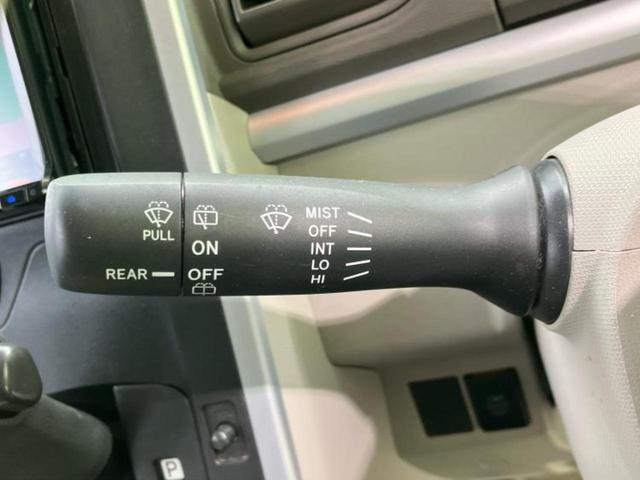 PULL
REAR
ON
OFF
MIST
OFF
INT
LO
HI
P